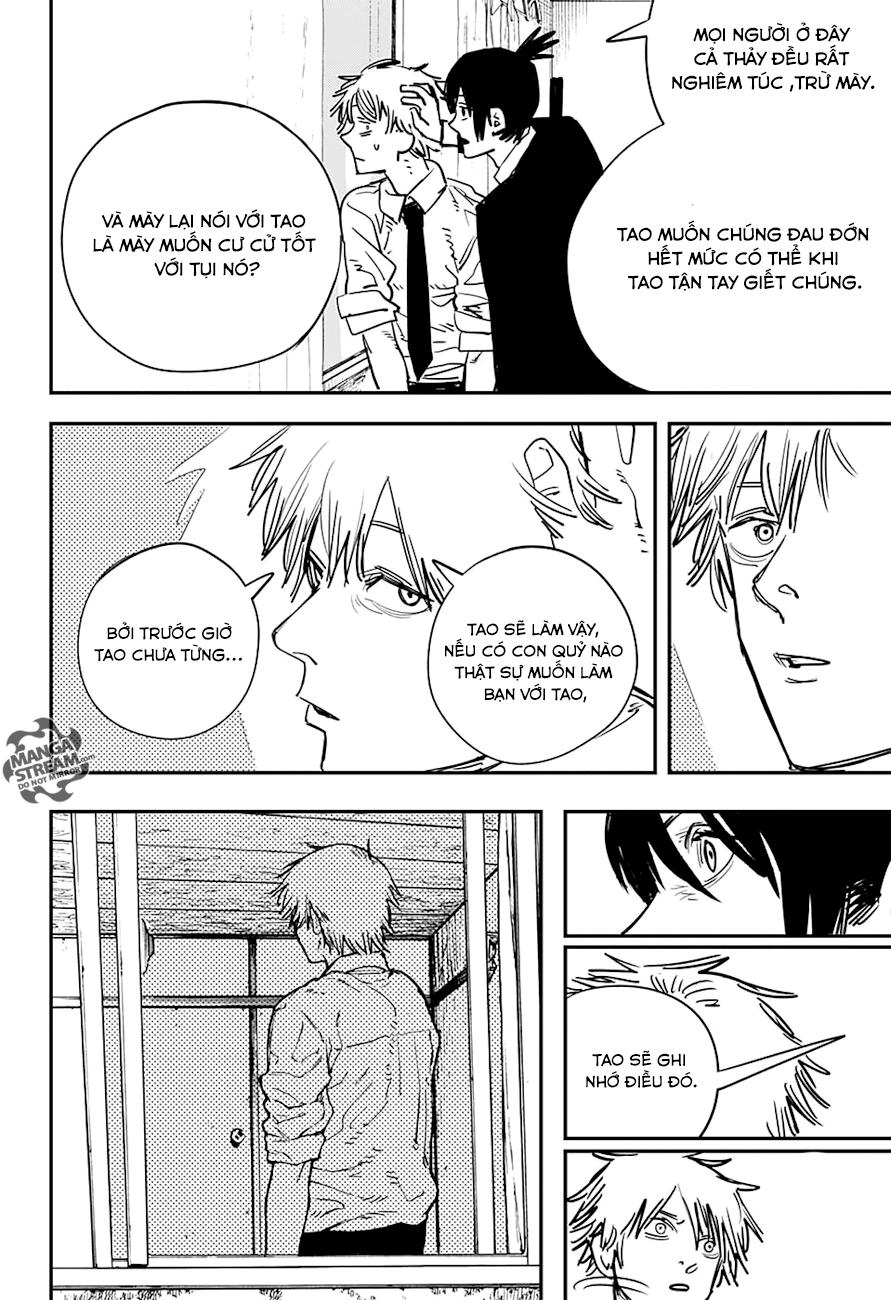 MỌI NGƯỜI Ở ĐÂY
CẢ THẢY ĐỀU RẤT
NGHIÊM TÚC ,TRỪ MÀY.
TAO MUỐN CHÚNG ĐAU ĐỚN
HẾT MỨC CÓ THỂ KHI
TAO TẬN TAY GIẾT CHÚNG.
VÀ MÀY LẠI NÓI VỚI TAO
LÀ MÀY MUỐN CƯ CỬ TỐT
VỚI TỤI NÓ?
TAO SẼ LÀM VẬY,
NẾU CÓ CON QUỶ NÀO
THẬT SỰ MUỐN LÀM
BẠN VỚI TAO,
BỞI TRƯỚC GIỜ
TAO CHƯA TỪNG...
MANGA
STREAM.com
DO NOT MIRROR
TAO SẼ GHI
NHỚ ĐIỀU ĐÓ.